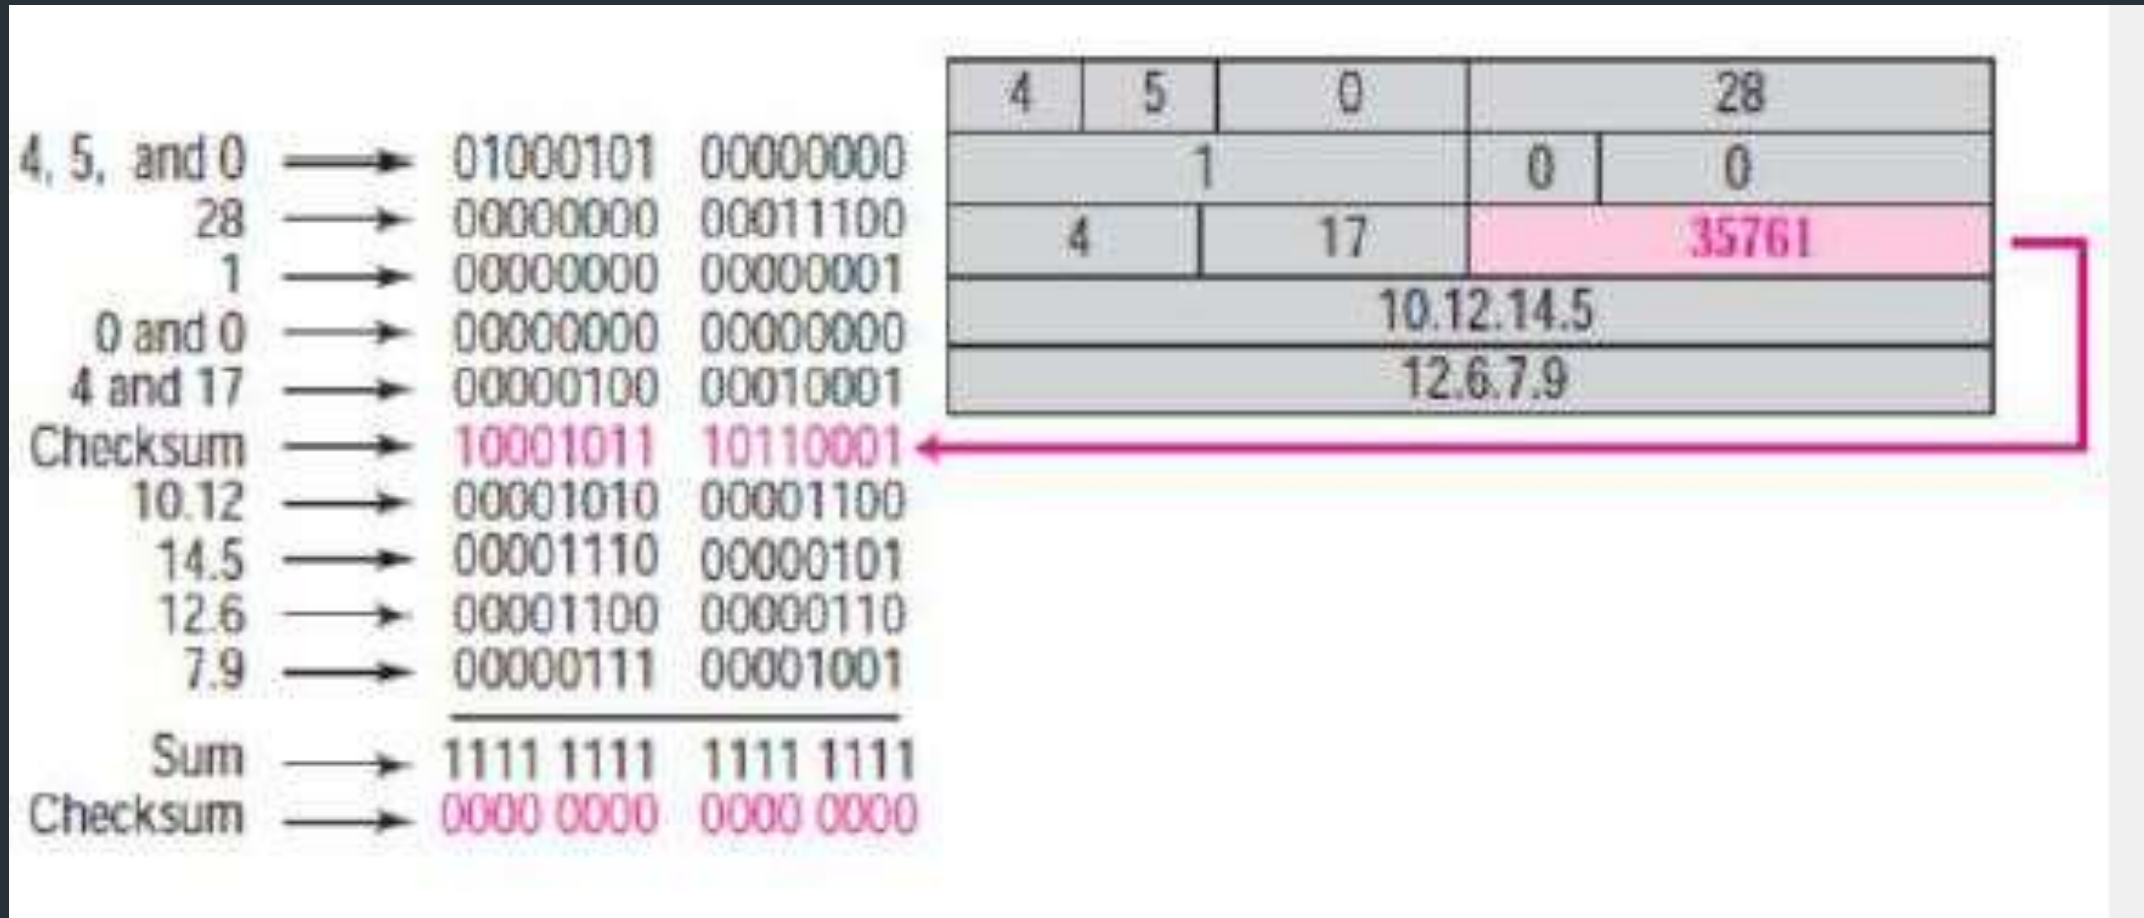 4, 5, and 0 01000101 00000000
28 00000000 00011100
1 00000000 00000001
0 and 0 00000000 00000000
4 and 17 00000100 00010001
Checksum 10001011 10110001
10.12 00001010 00001100
14.5 00001110 00000101
12.6 00001100 00000110
7.9 00000111 00001001
Sum 1111 1111 1111 1111
Checksum 0000 0000 0000 0000
4 5 0 28
1 0 0
4 17 35761
10.12.14.5
12.6.7.9